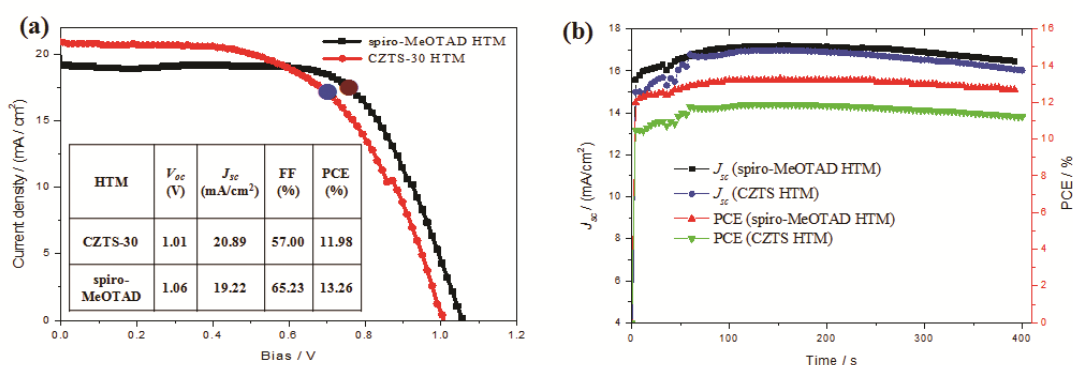 (a)
spiro-MeOTAD HTM
CZTS-30 HTM
Current density / (mA / cm²)
20
15
10
5
0
HTM Voc (V) Jsc (mA/cm²) FF (%) PCE (%)
CZTS-30 1.01 20.89 57.00 11.98
spiro-MeOTAD 1.06 19.22 65.23 13.26
0.0 0.2 0.4 0.6 0.8 1.0 1.2
Bias / V
(b)
Jsc / (mA/cm²)
18
16
14
12
10
8
6
4
Jsc (spiro-MeOTAD HTM)
Jsc (CZTS HTM)
PCE (spiro-MeOTAD HTM)
PCE (CZTS HTM)
16
14
12
10
8
6
4
2
0
PCE / %
0 50 100 150 200 250 300 350 400
Time / s